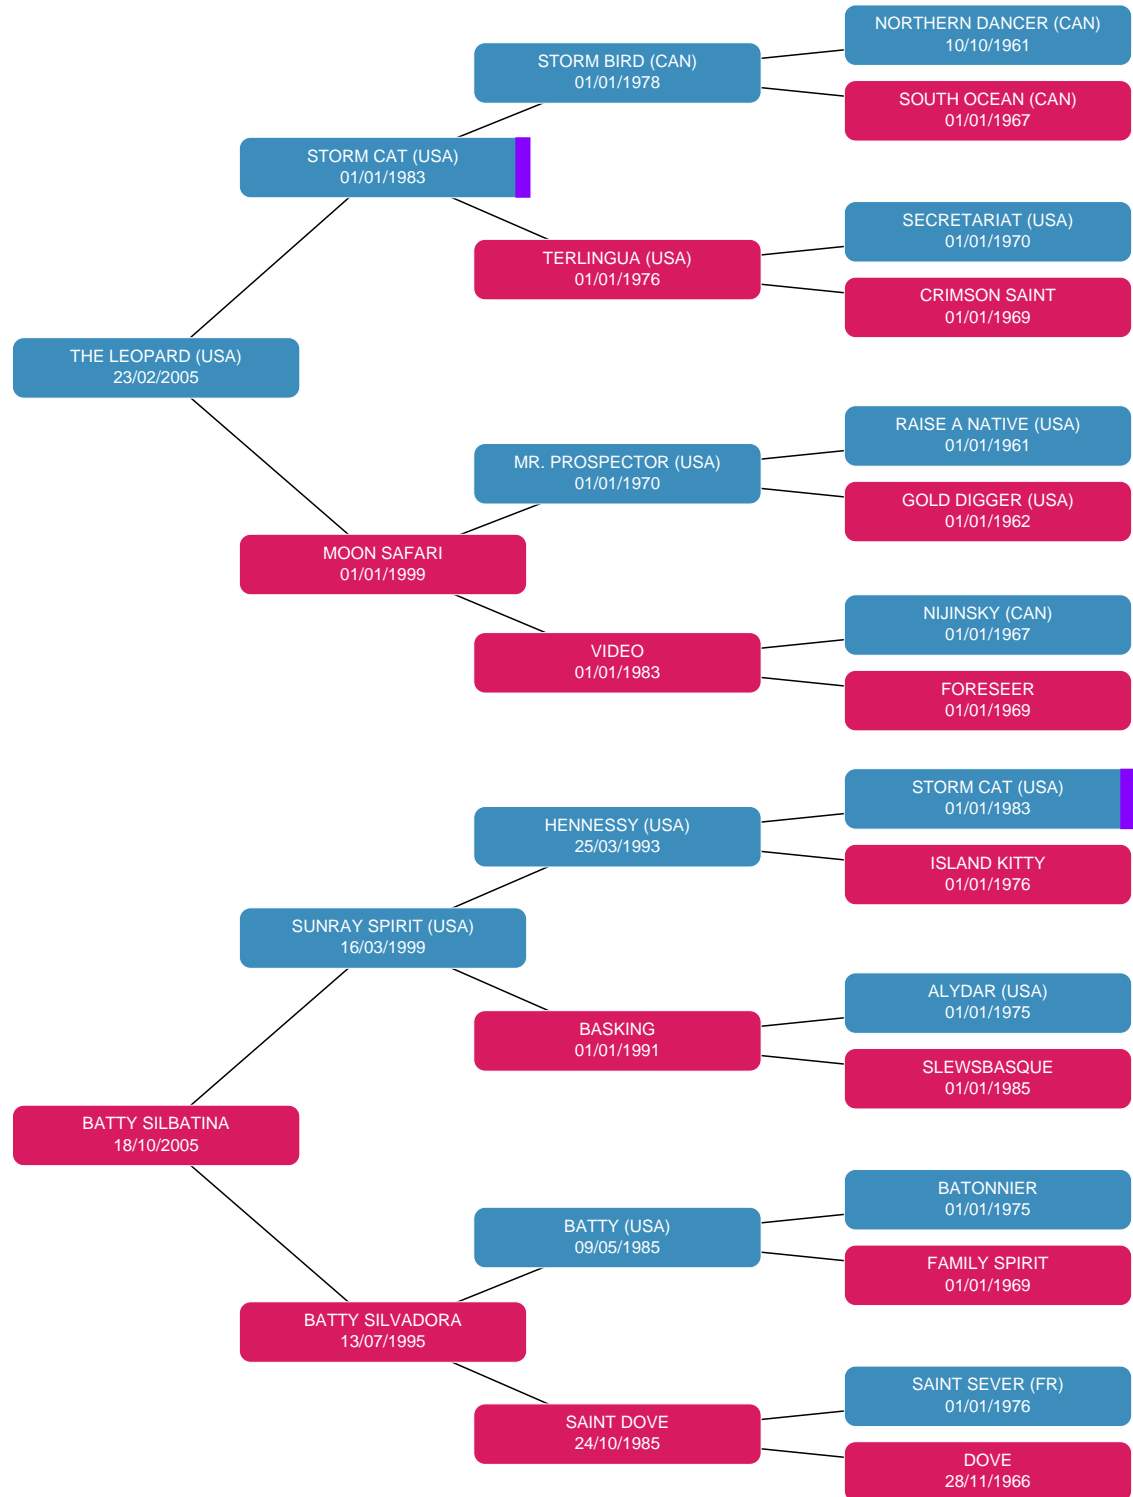 NORTHERN DANCER (CAN)
10/10/1961
STORM BIRD (CAN)
01/01/1978
SOUTH OCEAN (CAN)
01/01/1967
STORM CAT (USA)
01/01/1983
SECRETARIAT (USA)
01/01/1970
TERLINGUA (USA)
01/01/1976
CRIMSON SAINT
01/01/1969
THE LEOPARD (USA)
23/02/2005
RAISE A NATIVE (USA)
01/01/1961
MR. PROSPECTOR (USA)
01/01/1970
GOLD DIGGER (USA)
01/01/1962
MOON SAFARI
01/01/1999
NIJINSKY (CAN)
01/01/1967
VIDEO
01/01/1983
FORESEER
01/01/1969
STORM CAT (USA)
01/01/1983
HENNESSY (USA)
25/03/1993
ISLAND KITTY
01/01/1976
SUNRAY SPIRIT (USA)
16/03/1999
ALYDAR (USA)
01/01/1975
BASKING
01/01/1991
SLEWSBASQUE
01/01/1985
BATTY SILBATINA
18/10/2005
BATONNIER
01/01/1975
BATTY (USA)
09/05/1985
FAMILY SPIRIT
01/01/1969
BATTY SILVADORA
13/07/1995
SAINT SEVER (FR)
01/01/1976
SAINT DOVE
24/10/1985
DOVE
28/11/1966